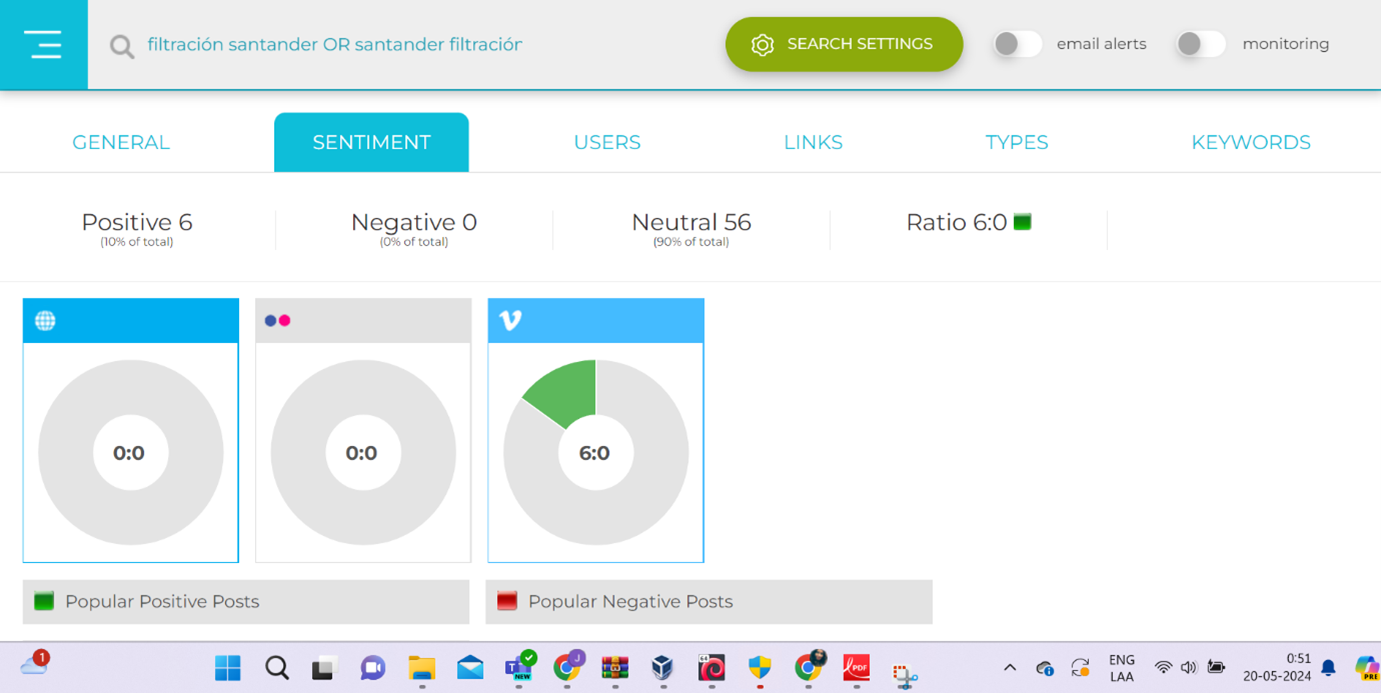 filtración santander OR santander filtración
SEARCH SETTINGS
email alerts
monitoring
GENERAL
SENTIMENT
USERS
LINKS
TYPES
KEYWORDS
Positive 6
(10% of total)
Negative 0
(0% of total)
Neutral 56
(90% of total)
Ratio 6:0
0:0
0:0
6:0
Popular Positive Posts
Popular Negative Posts
1
NEW
J
64
PDF
ENG
LAA
0:51
20-05-2024
PRE